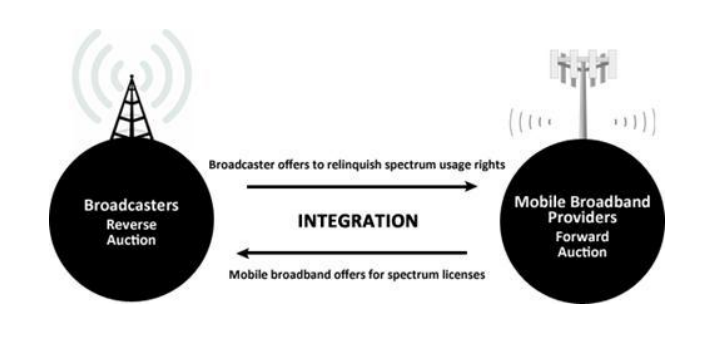 Broadcaster offers to relinquish spectrum usage rights
Broadcasters
Reverse
Auction
INTEGRATION
Mobile Broadband
Providers
Forward
Auction
Mobile broadband offers for spectrum licenses